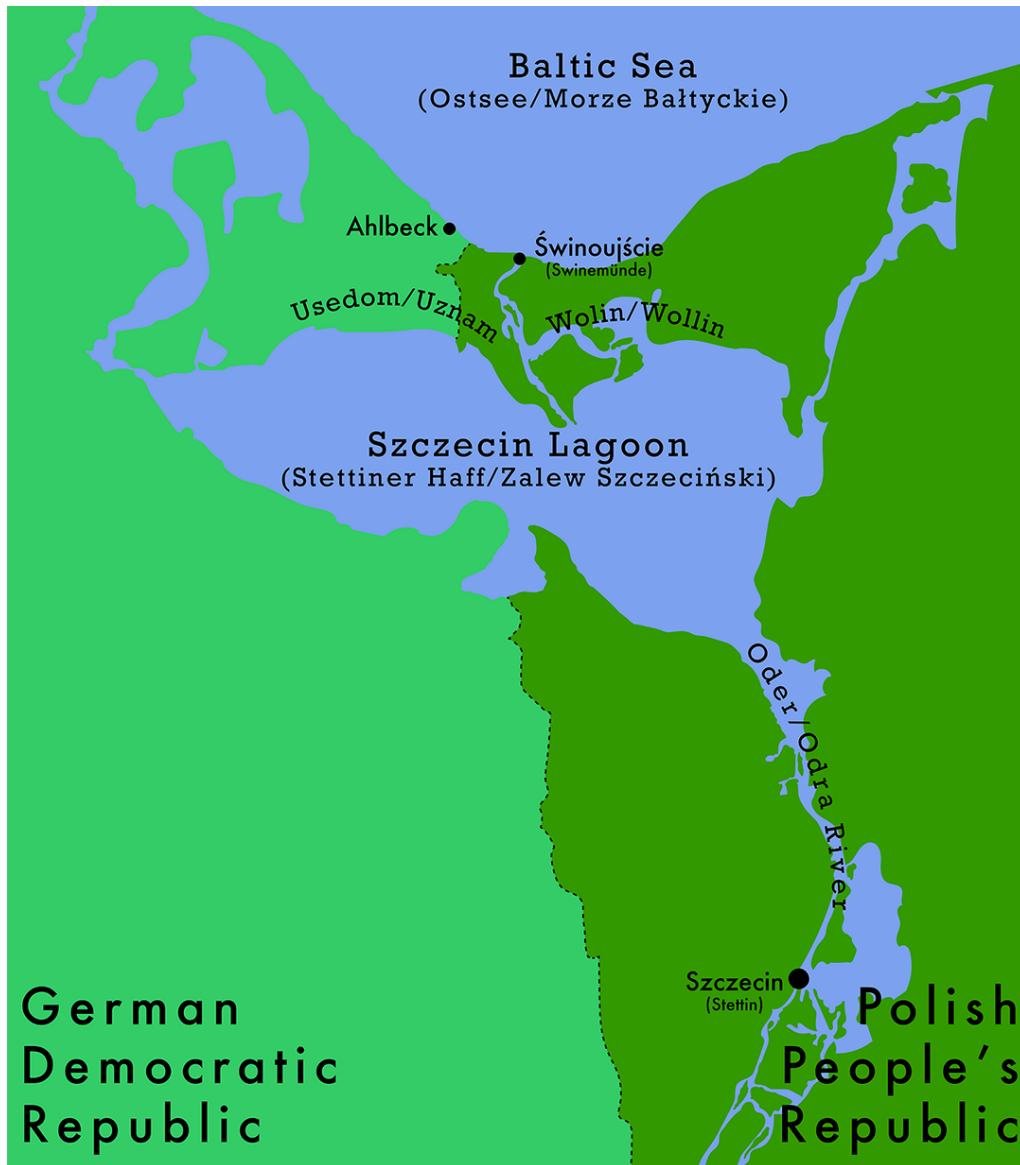 Baltic Sea
(Ostsee/Morze Bałtyckie)
Ahlbeck
Świnoujście
(Swinemünde)
Usedom/Uznam
Wolin/Wollin
Szczecin Lagoon
(Stettiner Haff/Zalew Szczeciński)
Oder/Odra River
Szczecin
(Stettin)
German
Democratic
Republic
Polish
People's
Republic